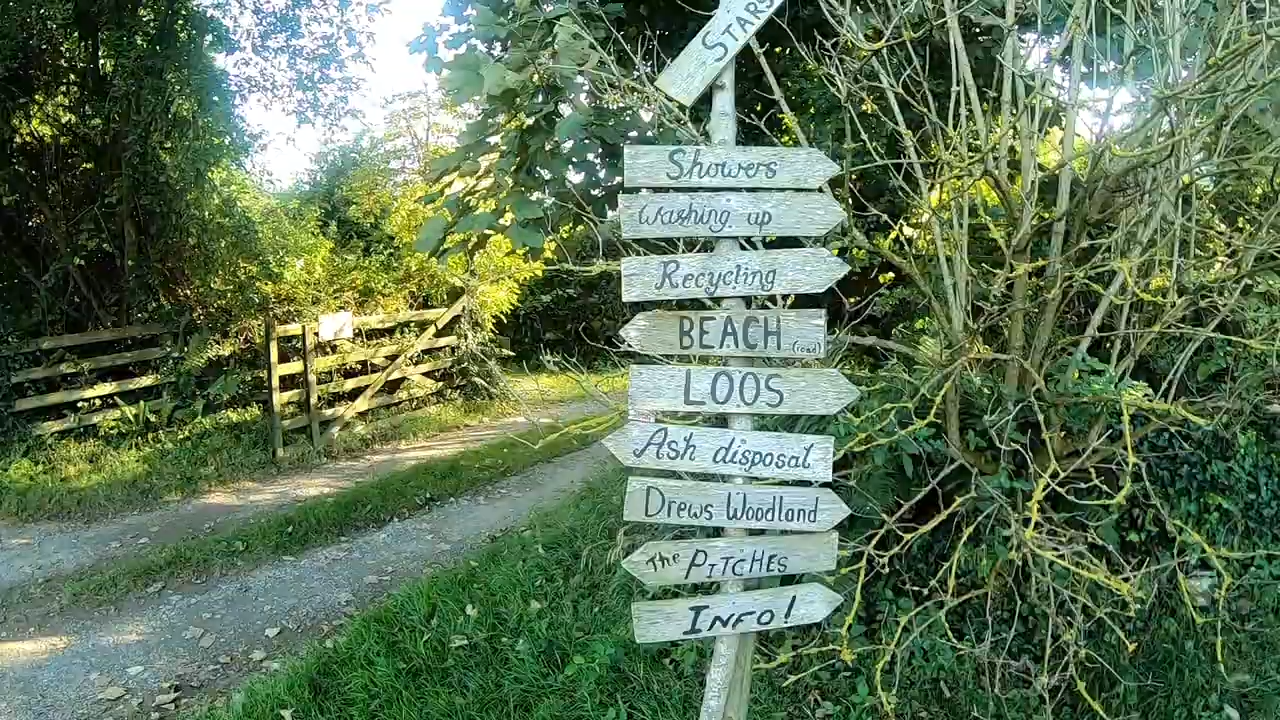 STARS
Showers
Washing up
Recycling
BEACH (road)
LOOS
Ash disposal
Drews Woodland
The PITCHES
INFO!